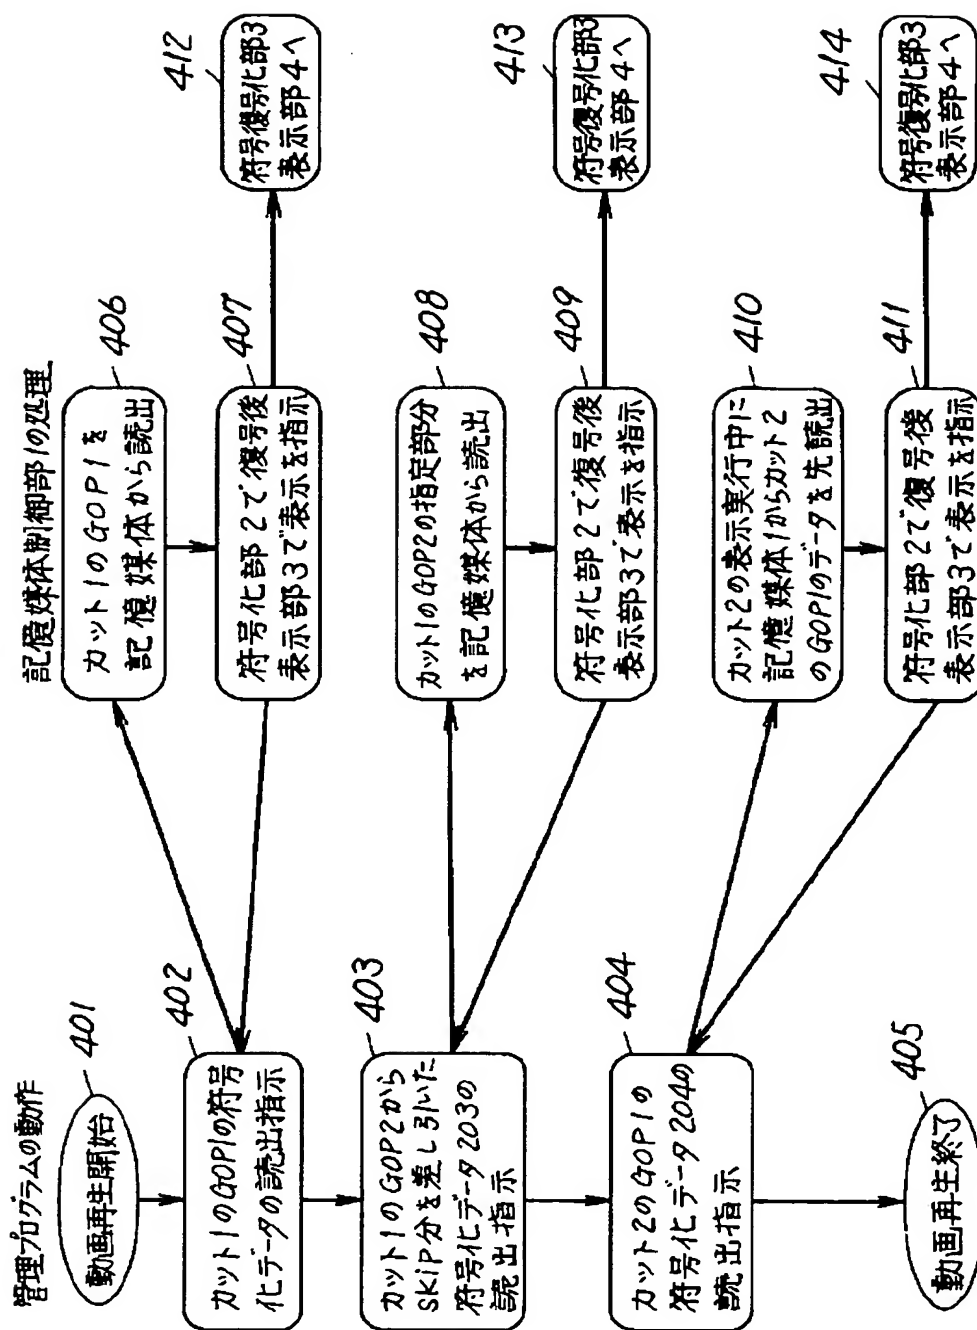 管理プログラムの動作
401
動画再生開始
402
カット1のGOP1の符号
化データの読出指示
403
カット1のGOP2から
SKiP分を差し引いた
符号化データ203の
読出指示
404
カット2のGOP1の
符号化データ204の
読出指示
405
動画再生終了
記憶媒体制御部1の処理
406
カット1のGOP1を
記憶媒体から読出
407
符号化部2で復号後
表示部3で表示を指示
408
カット1のGOP2の指定部分
を記憶媒体から読出
409
符号化部2で復号後
表示部3で表示を指示
410
カット2の表示実行中に
記憶媒体1からカット2
のGOP1のデータを先読出
411
符号化部2で復号後
表示部3で表示を指示
412
符号復号化部3
表示部4へ
413
符号復号化部3
表示部4へ
414
符号復号化部3
表示部4へ